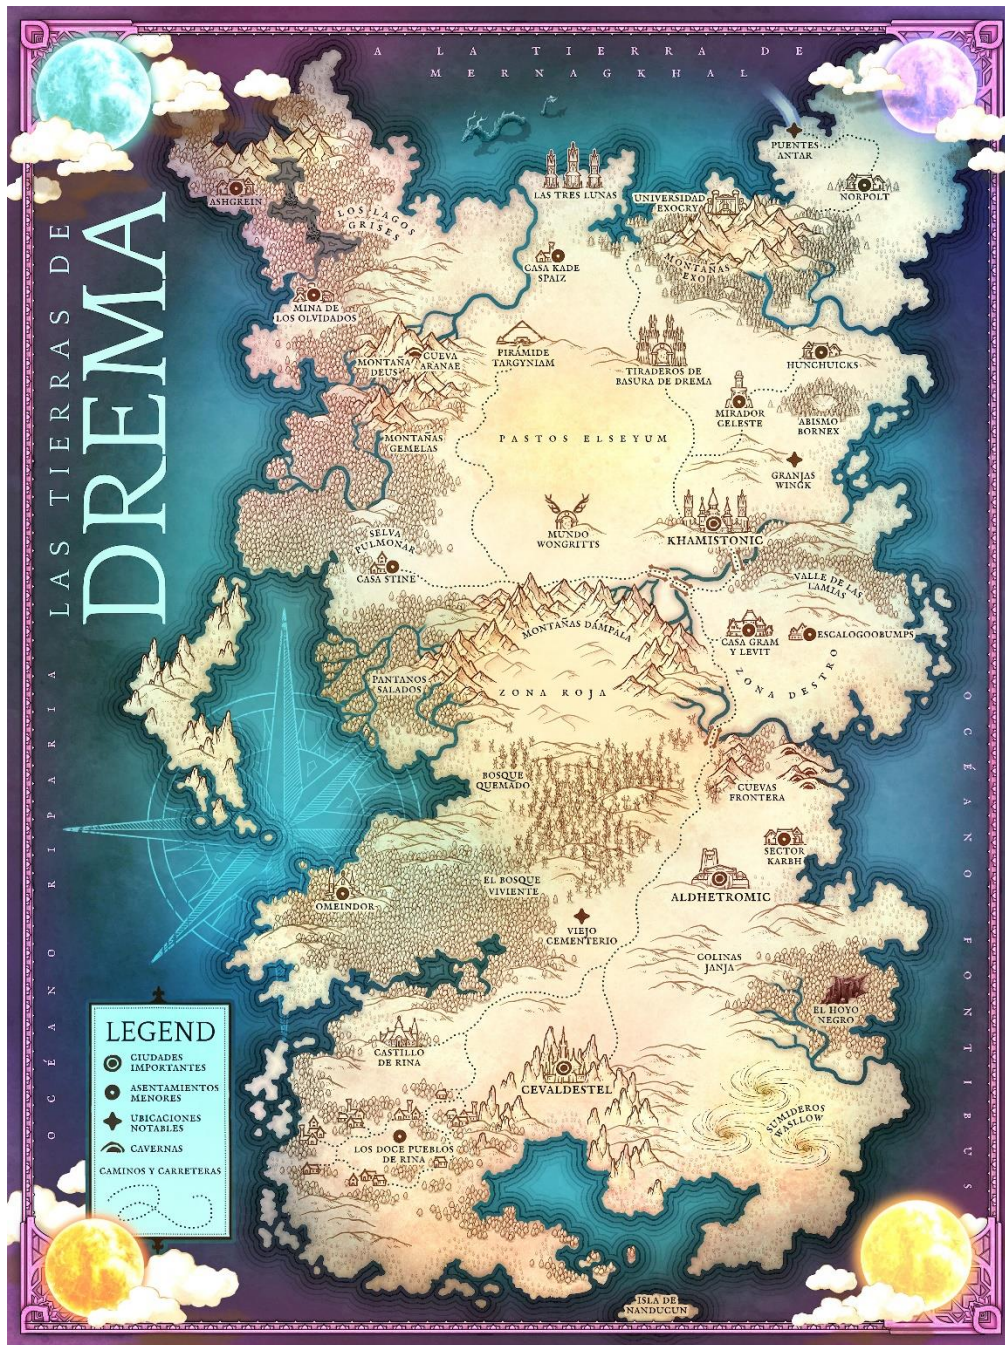 A LA TIERRA DE
MERNAGKHAL
LAS TIERRAS DE
DREMA
PUENTES
ANTAR
NORPOLT
ASHGREIN
LOS LAGOS
GRISES
LAS TRES LUNAS
UNIVERSIDAD
EXOCRY
MONTAÑAS
EXO
CASA KADE
SPAIZ
MINA DE
LOS OLVIDADOS
MONTAÑA
DEUS
CUEVA
ARANAE
PIRÁMIDE
TARGYNIAM
TIRADEROS DE
BASURA DE DREMA
HUNCHUICKS
MIRADOR
CELESTE
ABISMO
BORNEX
MONTAÑAS
GEMELAS
PASTOS ELSEYUM
GRANJAS
WINGK
MUNDO
WONGRITTS
KHAMISTONIC
SELVA
PULMONAR
CASA STINE
VALLE DE LAS
LAMIAS
MONTAÑAS DÁMPALA
CASA GRAM
Y LEVIT
ESCALOGOOBUMPS
ZONA DESTRO
PANTANOS
SALADOS
ZONA ROJA
BOSQUE
QUEMADO
CUEVAS
FRONTERA
SECTOR
KARBH
ALDHETROMIC
EL BOSQUE
VIVIENTE
OMEINDOR
VIEJO
CEMENTERIO
COLINAS
JANJA
EL HOYO
NEGRO
CASTILLO
DE RINA
CEVALDESTEL
SUMIDEROS
WASLLOW
LOS DOCE PUEBLOS
DE RINA
ISLA DE
NANDUCUN
OCÉANO RIPARIA
OCÉANO FONTIBUS
LEGEND
CIUDADES
IMPORTANTES
ASENTAMIENTOS
MENORES
UBICACIONES
NOTABLES
CAVERNAS
CAMINOS Y CARRETERAS